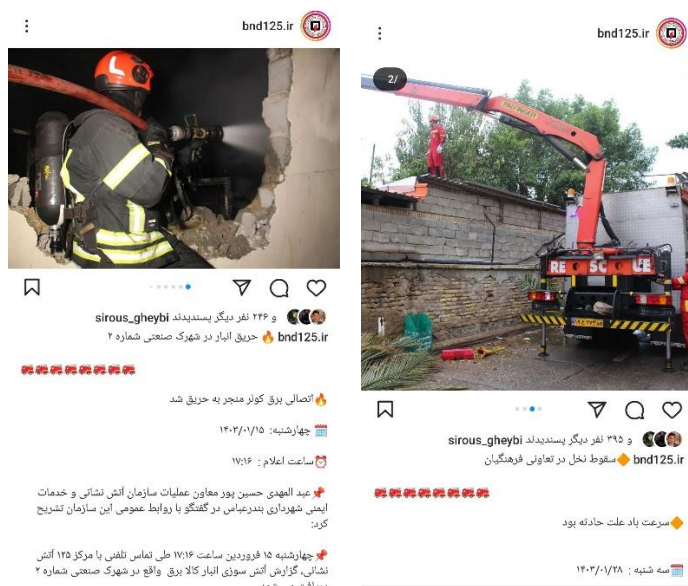 bnd125.ir
sirous_gheybi و ۲۴۶ نفر دیگر پسندیدند
bnd125.ir 🔥 حریق انبار در شهرک صنعتی شماره ۲
🚒🚒🚒🚒🚒🚒🚒🚒
🔥اتصالی برق کولر منجر به حریق شد
🗓 چهارشنبه: ۱۴۰۳/۰۱/۱۵
⏰ساعت اعلام : ۱۷:۱۶
📌عبد المهدی حسین پور معاون عملیات سازمان آتش نشانی و خدمات
ایمنی شهرداری بندرعباس در گفتگو با روابط عمومی این سازمان تشریح
کرد:
📌چهارشنبه ۱۵ فروردین ساعت ۱۷:۱۶ طی تماس تلفنی با مرکز ۱۲۵ آتش
نشانی، گزارش آتش سوزی انبار کالا برق واقع در شهرک صنعتی شماره ۲
bnd125.ir
2/
RESCUE
sirous_gheybi و ۳۹۵ نفر دیگر پسندیدند
bnd125.ir 🔶سقوط نخل در تعاونی فرهنگیان
🚒🚒🚒🚒🚒🚒🚒🚒
🔶سرعت باد علت حادثه بود
🗓سه شنبه : ۱۴۰۳/۰۱/۲۸